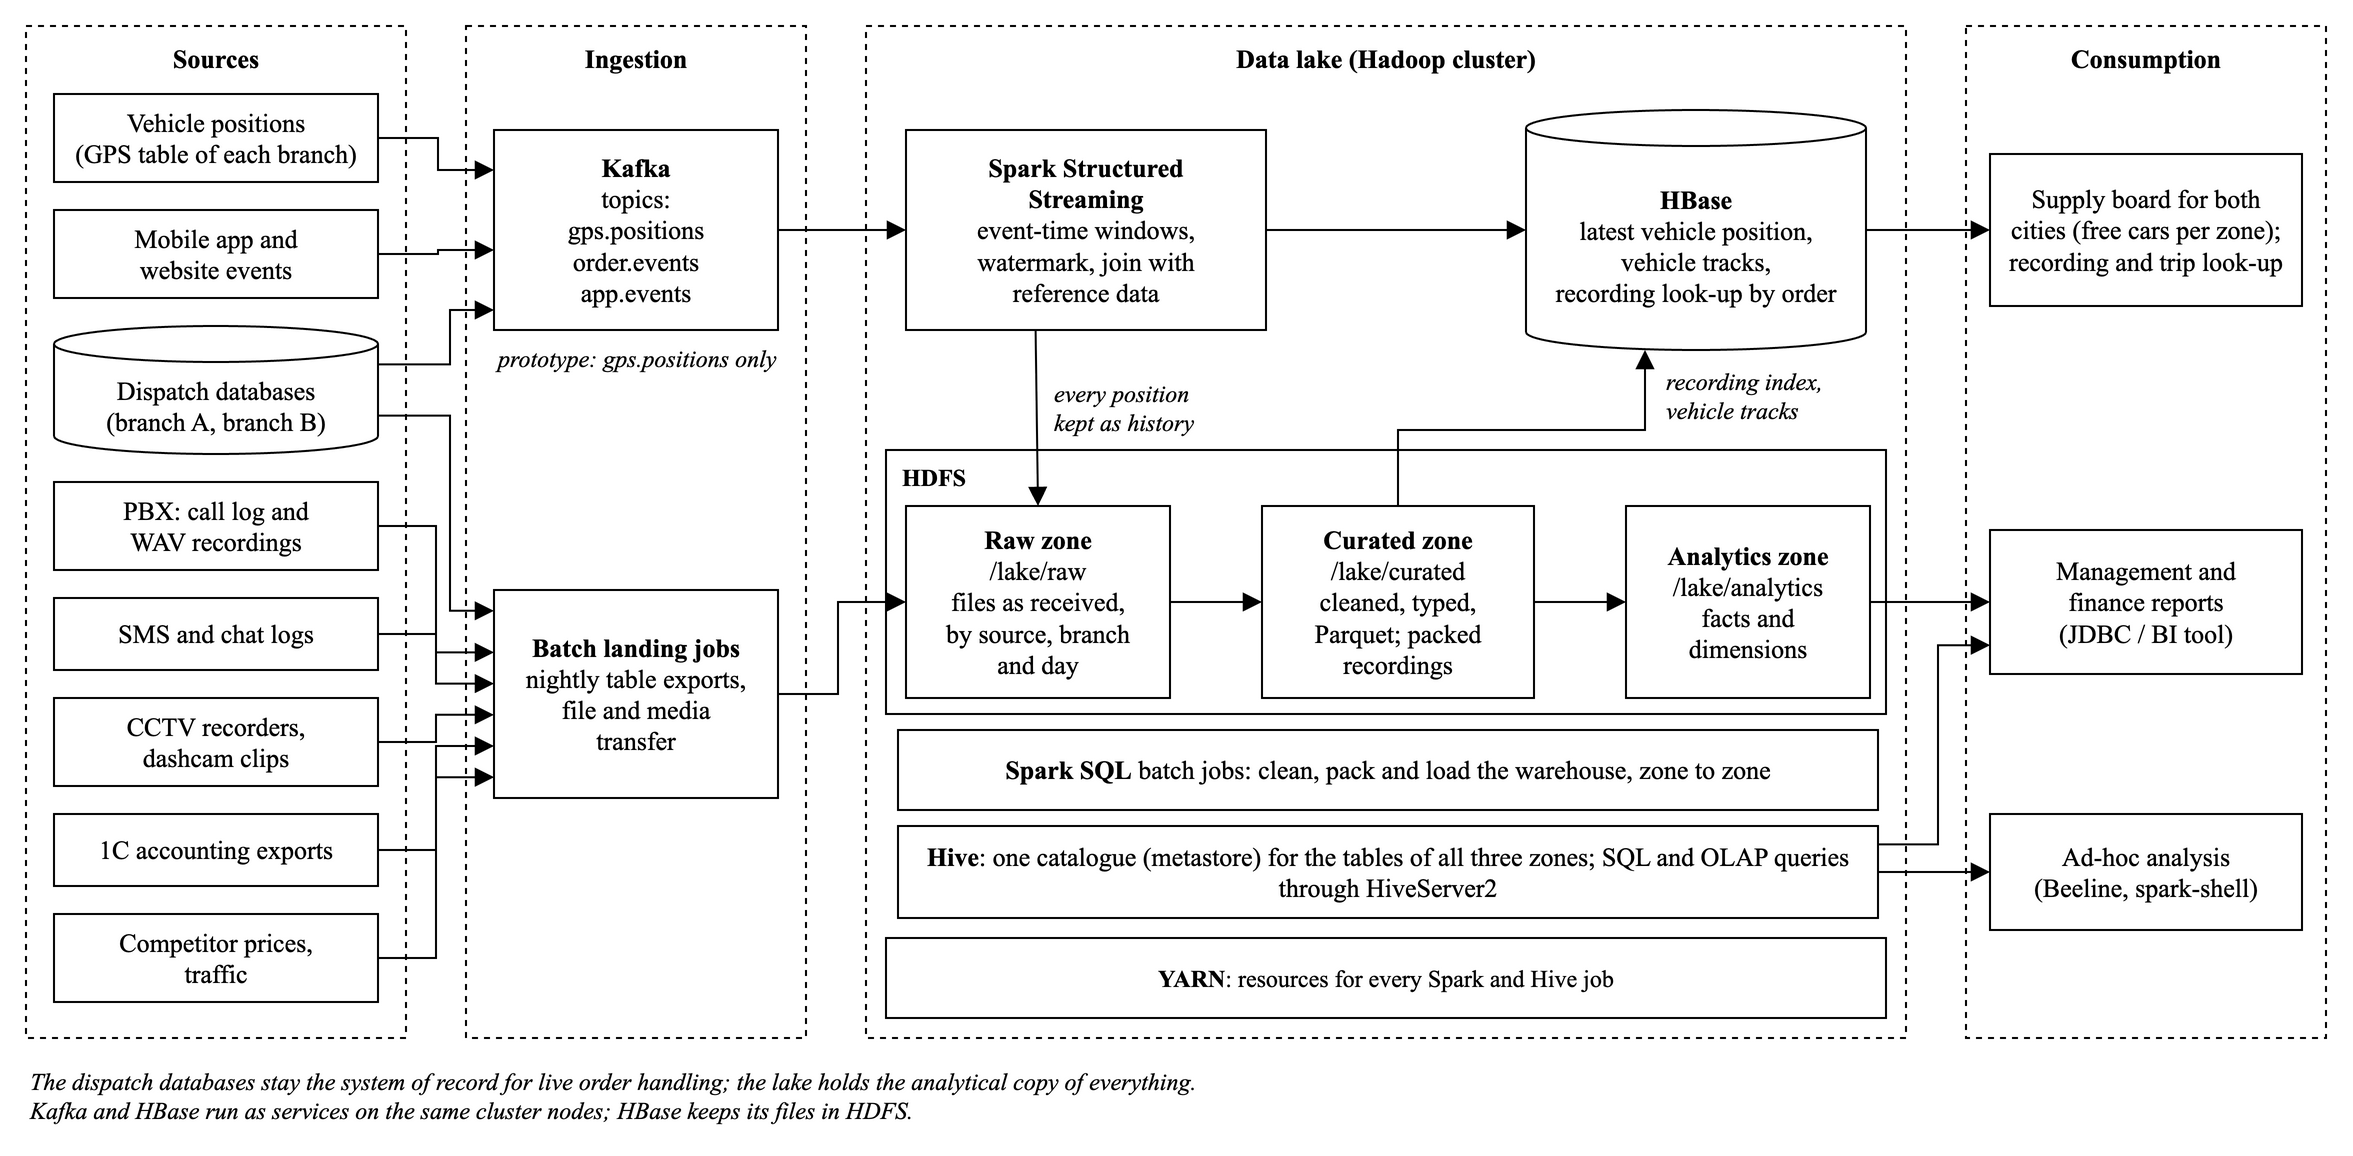 Sources
Vehicle positions
(GPS table of each branch)
Mobile app and
website events
Dispatch databases
(branch A, branch B)
PBX: call log and
WAV recordings
SMS and chat logs
CCTV recorders,
dashcam clips
1C accounting exports
Competitor prices,
traffic
Ingestion
Kafka
topics:
gps.positions
order.events
app.events
prototype: gps.positions only
Batch landing jobs
nightly table exports,
file and media
transfer
Data lake (Hadoop cluster)
Spark Structured
Streaming
event-time windows,
watermark, join with
reference data
HBase
latest vehicle position,
vehicle tracks,
recording look-up by order
every position
kept as history
recording index,
vehicle tracks
HDFS
Raw zone
/lake/raw
files as received,
by source, branch
and day
Curated zone
/lake/curated
cleaned, typed,
Parquet; packed
recordings
Analytics zone
/lake/analytics
facts and
dimensions
Spark SQL batch jobs: clean, pack and load the warehouse, zone to zone
Hive: one catalogue (metastore) for the tables of all three zones; SQL and OLAP queries
through HiveServer2
YARN: resources for every Spark and Hive job
Consumption
Supply board for both
cities (free cars per zone);
recording and trip look-up
Management and
finance reports
(JDBC / BI tool)
Ad-hoc analysis
(Beeline, spark-shell)
The dispatch databases stay the system of record for live order handling; the lake holds the analytical copy of everything.
Kafka and HBase run as services on the same cluster nodes; HBase keeps its files in HDFS.